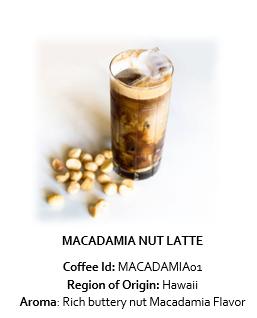 MACADAMIA NUT LATTE
Coffee Id: MACADAMIA01
Region of Origin: Hawaii
Aroma: Rich buttery nut Macadamia Flavor